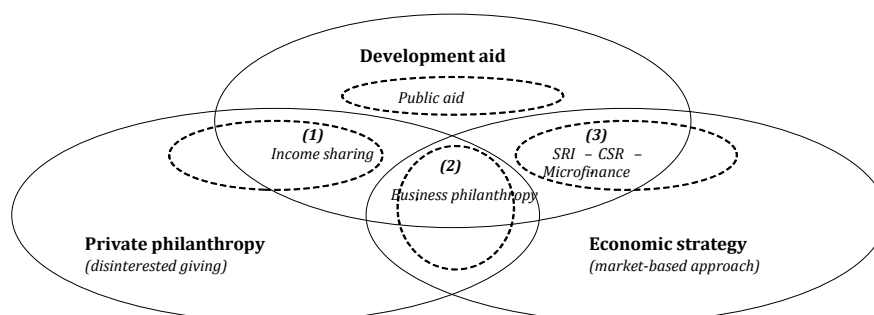 Development aid
Public aid
(1)
Income sharing
(2)
Business philanthropy
(3)
SRI – CSR –
Microfinance
Private philanthropy
(disinterested giving)
Economic strategy
(market-based approach)